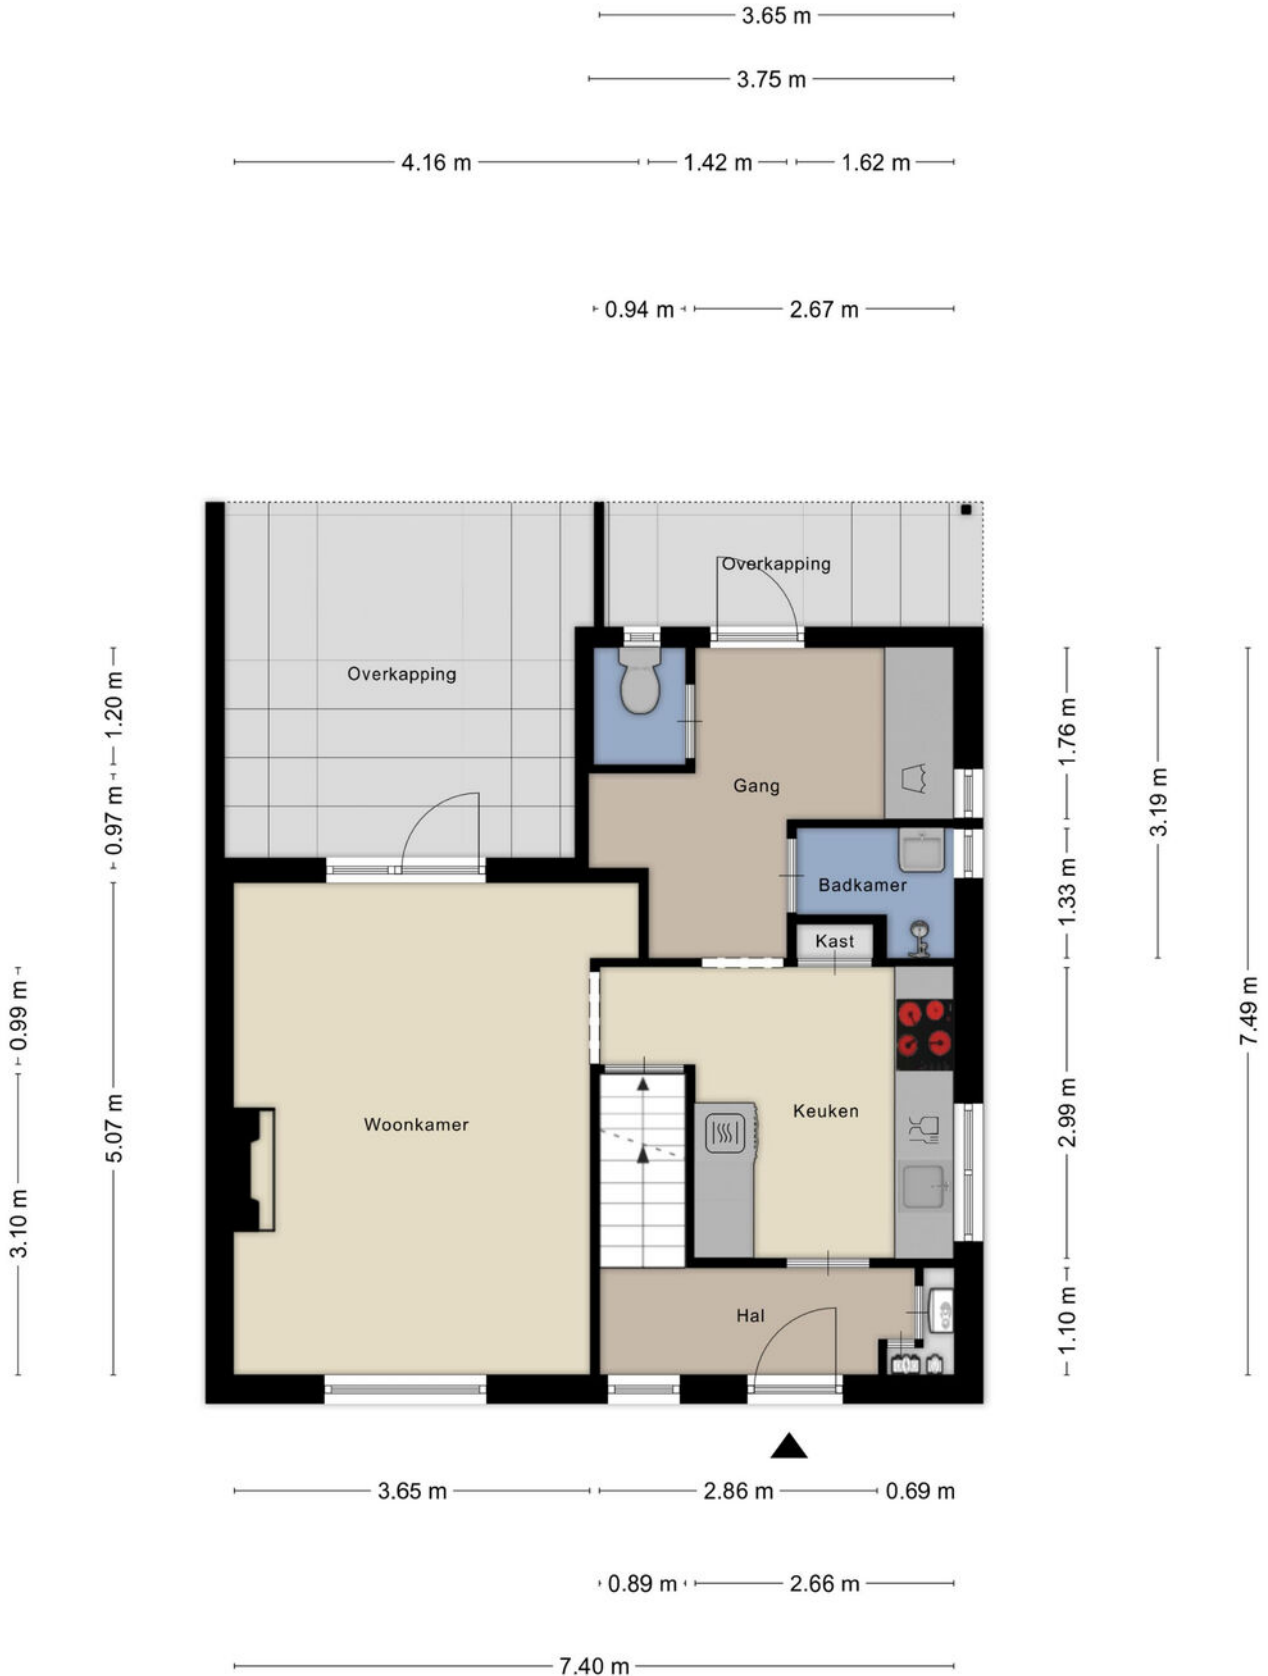 3.65 m
3.75 m
4.16 m
1.42 m
1.62 m
0.94 m
2.67 m
Overkapping
Overkapping
1.20 m
0.97 m
5.07 m
0.99 m
3.10 m
Gang
Badkamer
Kast
Woonkamer
Keuken
Hal
1.76 m
1.33 m
2.99 m
1.10 m
3.19 m
7.49 m
3.65 m
2.86 m
0.69 m
0.89 m
2.66 m
7.40 m